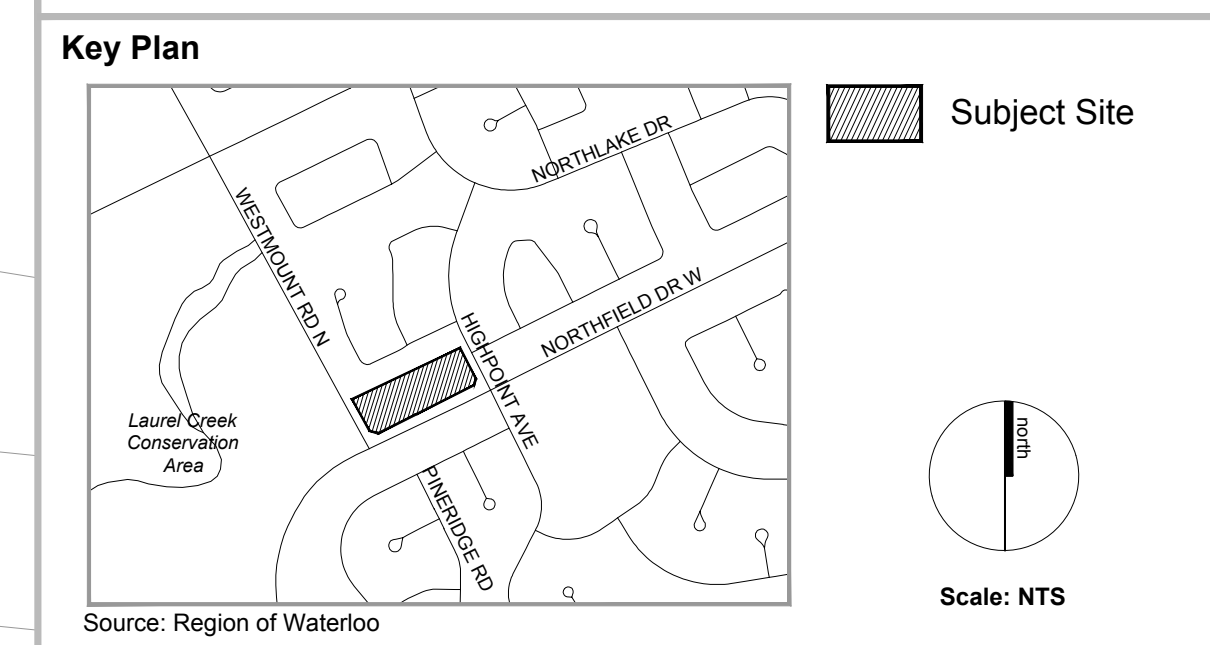 Key Plan
Subject Site
NORTHLAKE DR
WESTMOUNT RD N
NORTHFIELD DR W
HIGHPOINT AVE
Laurel Creek
Conservation
Area
PINERIDGE RD
north
Scale: NTS
Source: Region of Waterloo